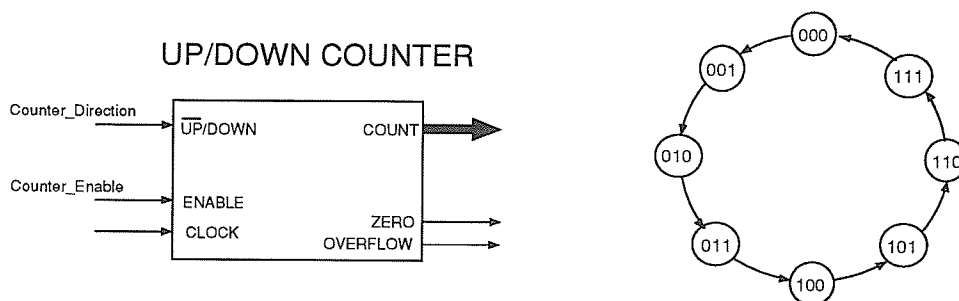 UP/DOWN COUNTER
Counter_Direction
U̅P̅/DOWN
COUNT
Counter_Enable
ENABLE
CLOCK
ZERO
OVERFLOW
000
001
111
010
110
011
101
100